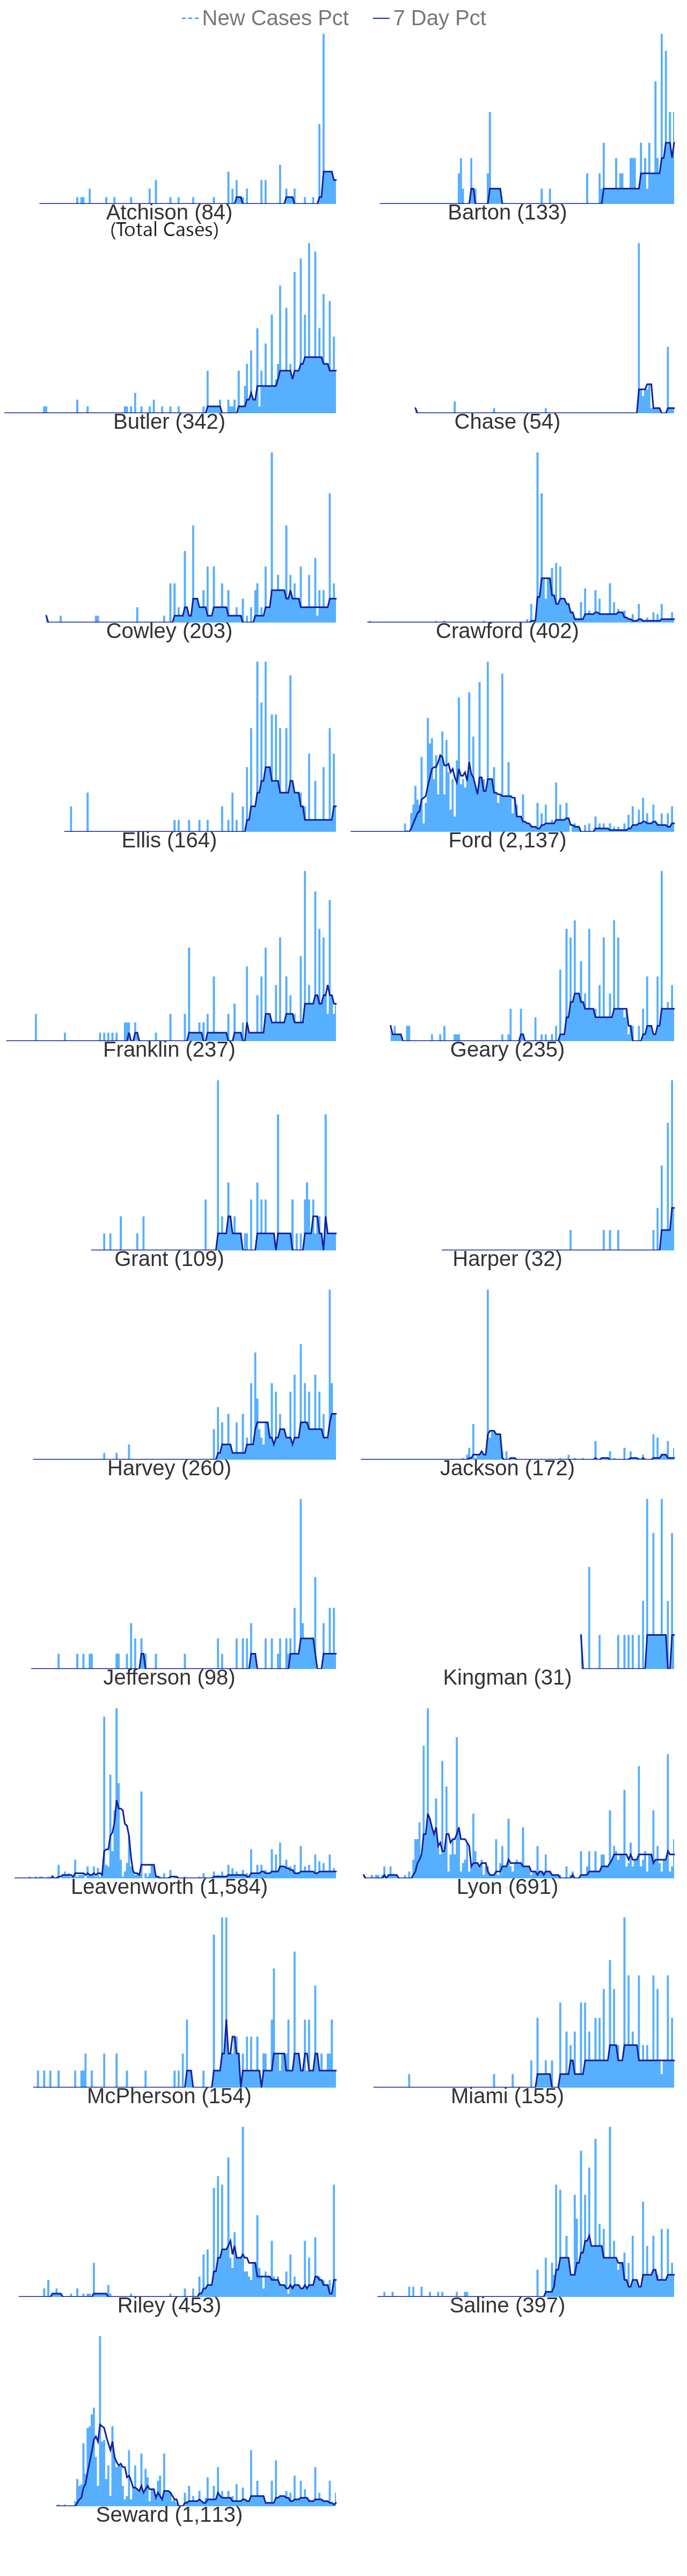 New Cases Pct 7 Day Pct
Atchison (84) Barton (133)
(Total Cases)
Butler (342) Chase (54)
Cowley (203) Crawford (402)
Ellis (164) Ford (2,137)
Franklin (237) Geary (235)
Grant (109) Harper (32)
Harvey (260) Jackson (172)
Jefferson (98) Kingman (31)
Leavenworth (1,584) Lyon (691)
McPherson (154) Miami (155)
Riley (453) Saline (397)
Seward (1,113)